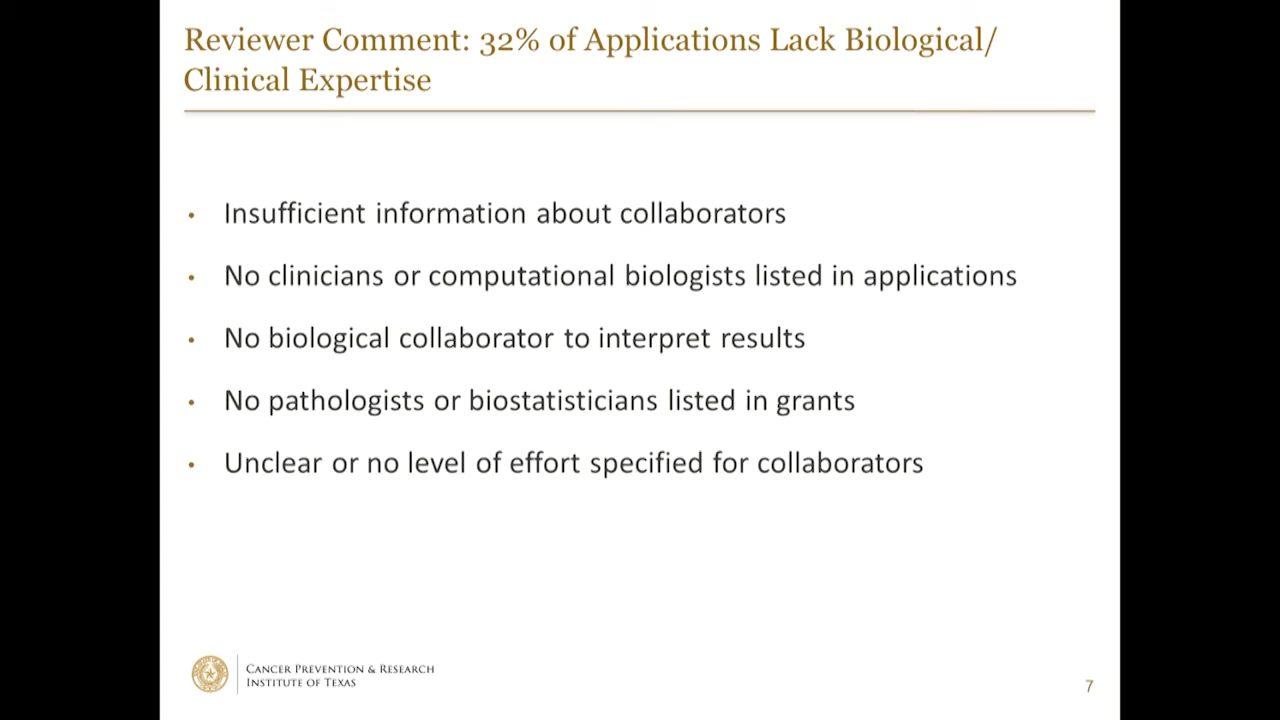 Reviewer Comment: 32% of Applications Lack Biological/
Clinical Expertise
• Insufficient information about collaborators
• No clinicians or computational biologists listed in applications
• No biological collaborator to interpret results
• No pathologists or biostatisticians listed in grants
• Unclear or no level of effort specified for collaborators
CANCER PREVENTION & RESEARCH
INSTITUTE OF TEXAS
7